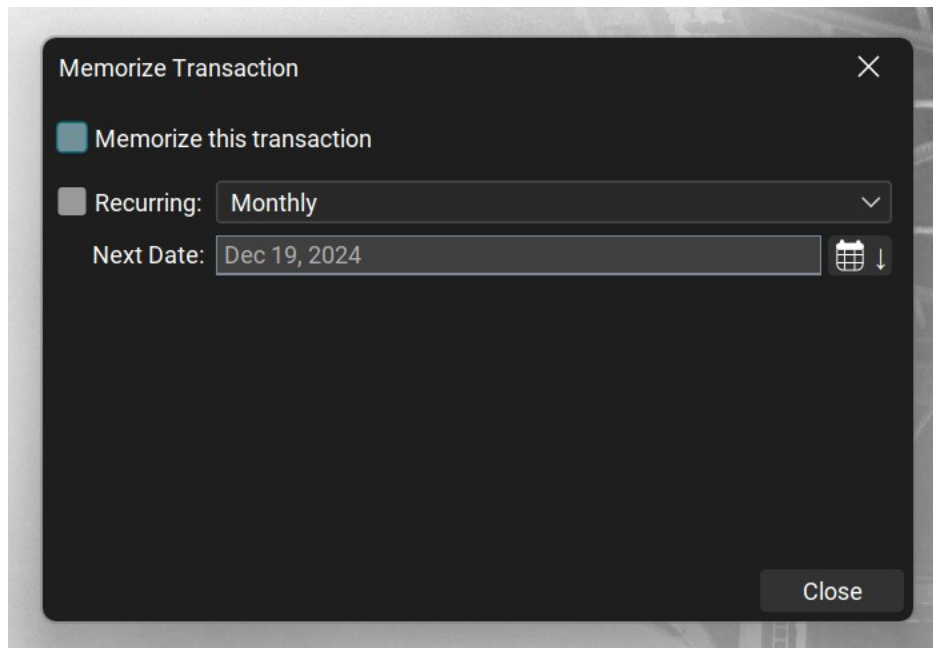 Memorize Transaction
Memorize this transaction
Recurring: Monthly
Next Date: Dec 19, 2024
Close